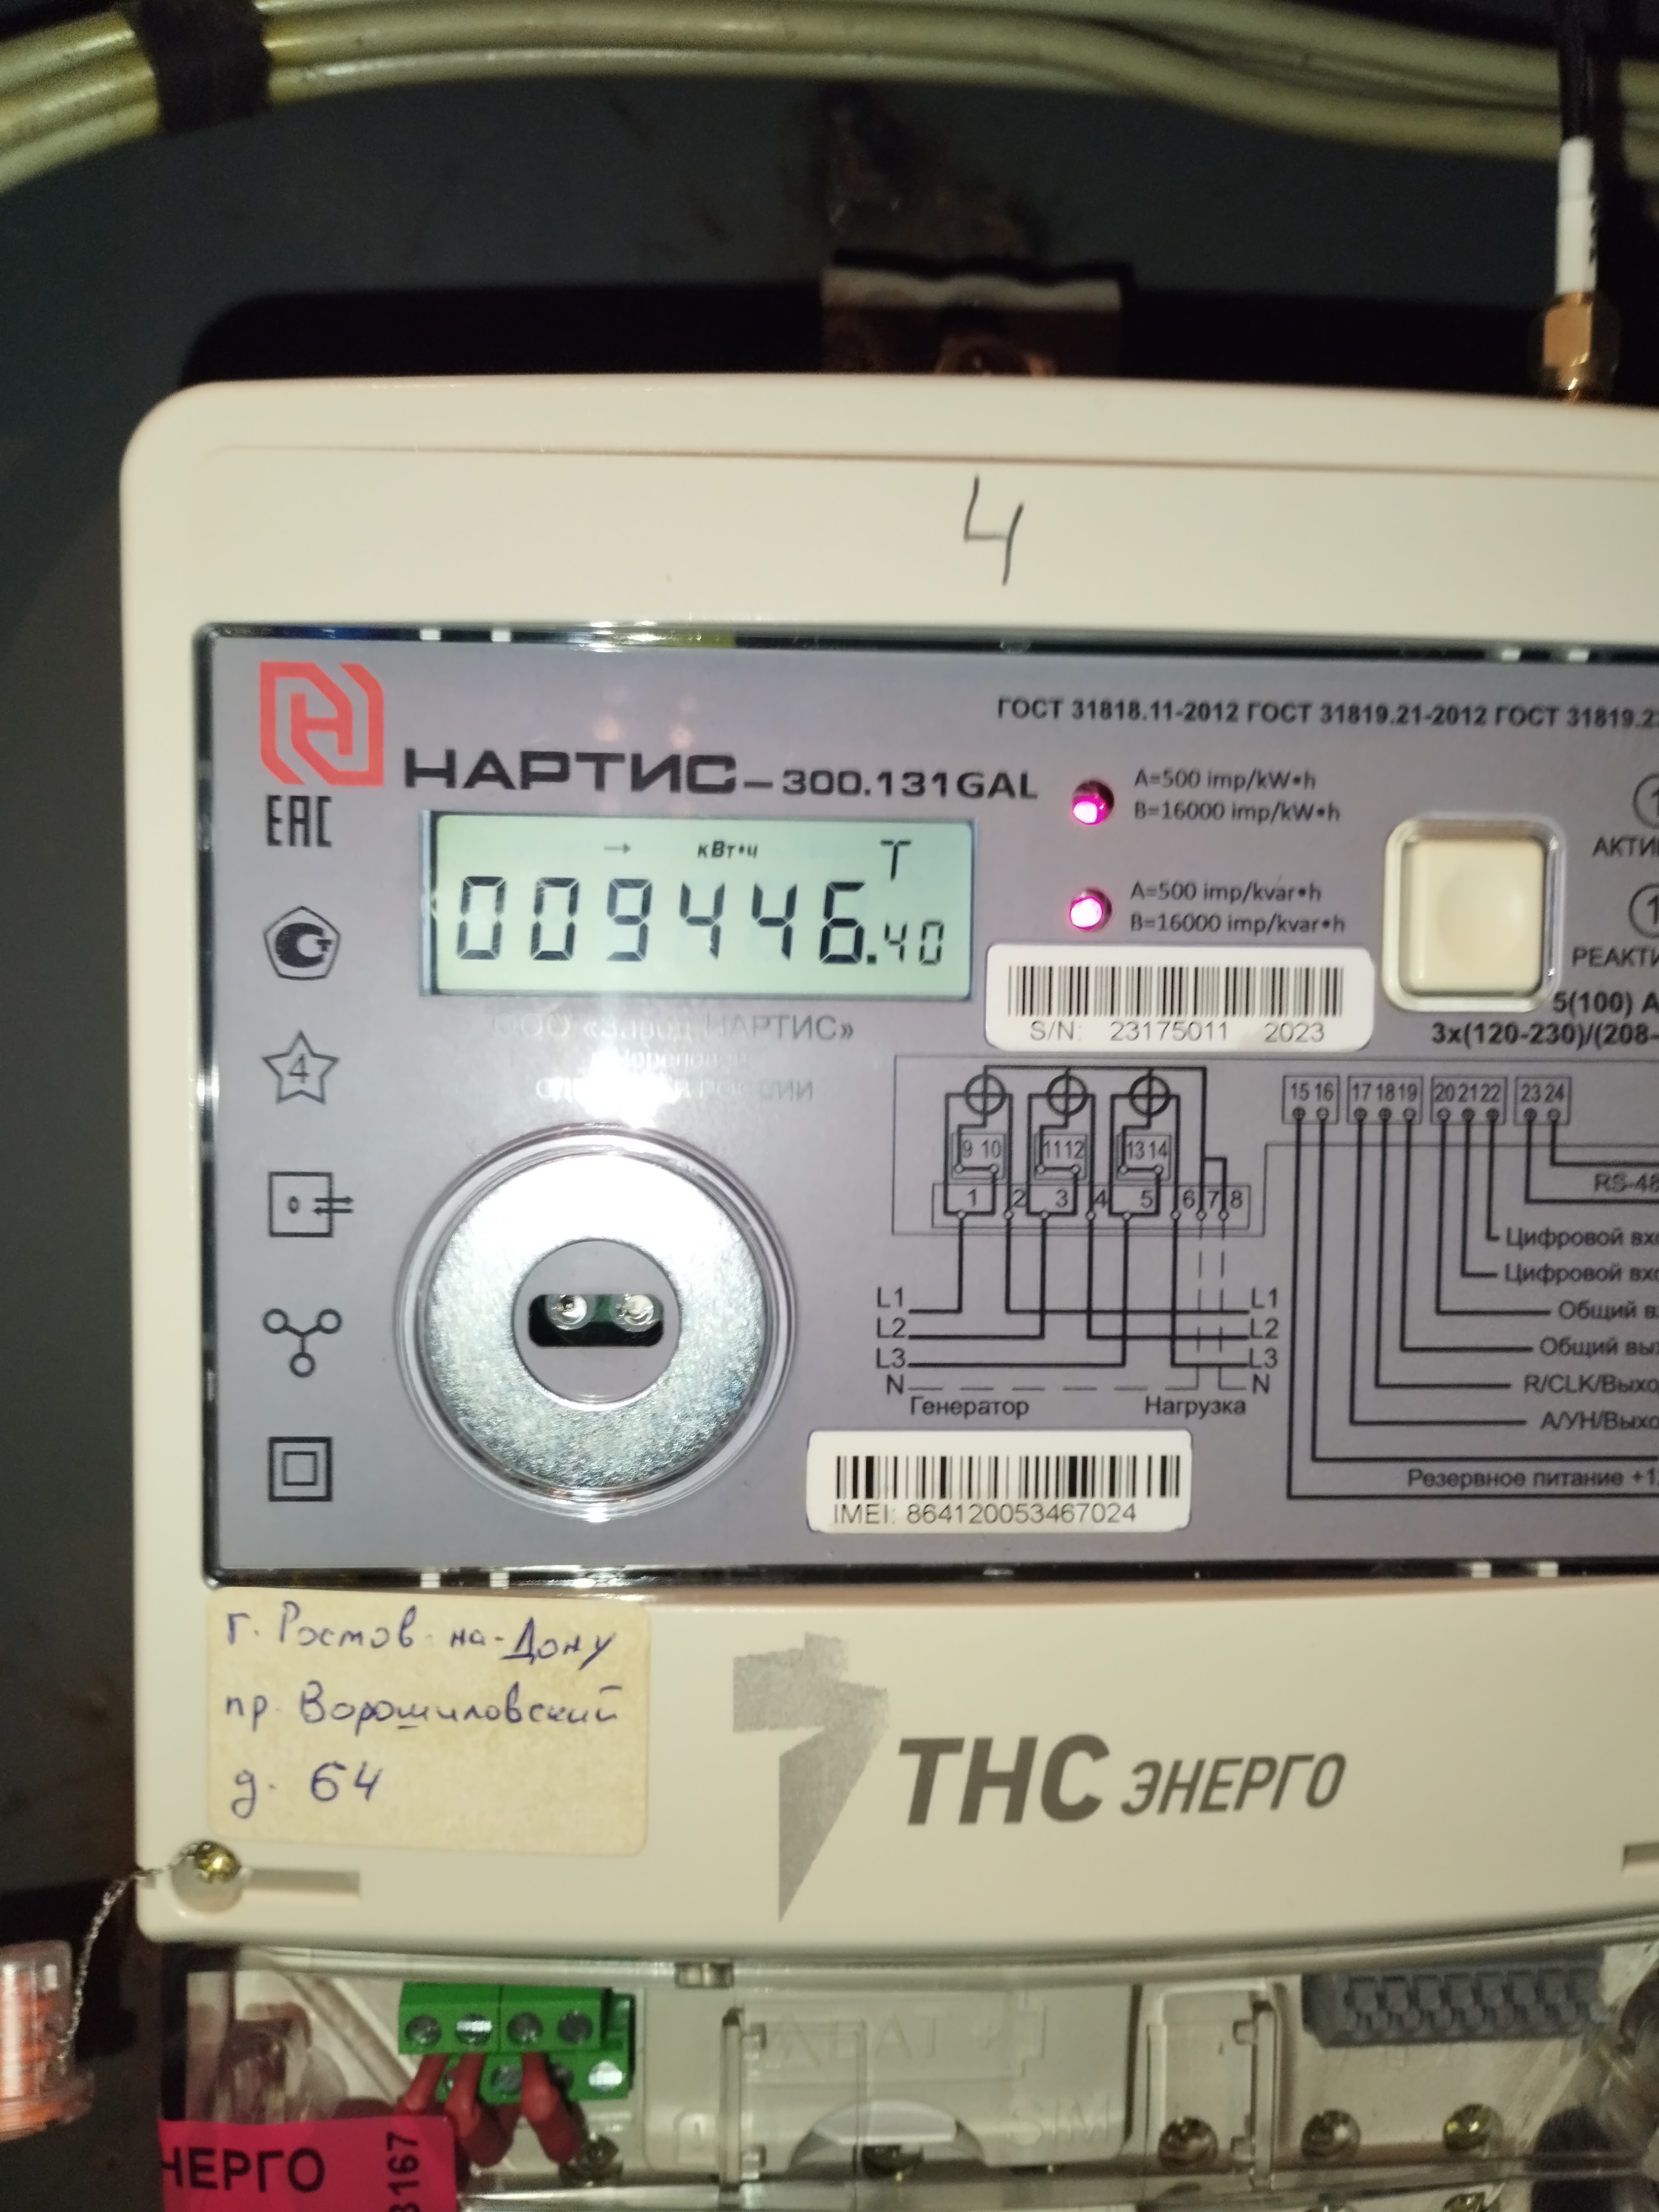 4
ГОСТ 31818.11-2012 ГОСТ 31819.21-2012 ГОСТ 31819.2
НАРТИС-300.131GAL
EAC
A=500 imp/kW•h
B=16000 imp/kW•h
АКТИ
кВт•ч T
009446.40
A=500 imp/kvar•h
B=16000 imp/kvar•h
РЕАКТИ
5(100) А
3x(120-230)/(208-
S/N: 23175011 2023
ООО «Завод НАРТИС»
4
15 16 17 18 19 20 21 22 23 24
9 10 11 12 13 14
1 2 3 4 5 6 7 8
RS-48
Цифровой вхо
Цифровой вхо
Общий в
Общий вы
R/CLK/Выхо
А/УН/Выхо
Резервное питание +1
L1 L1
L2 L2
L3 L3
N N
Генератор Нагрузка
IMEI: 864120053467024
г. Ростов-на-Дону
пр. Ворошиловский
д. 64
ТНС ЭНЕРГО
SIM
НЕРГО
3167